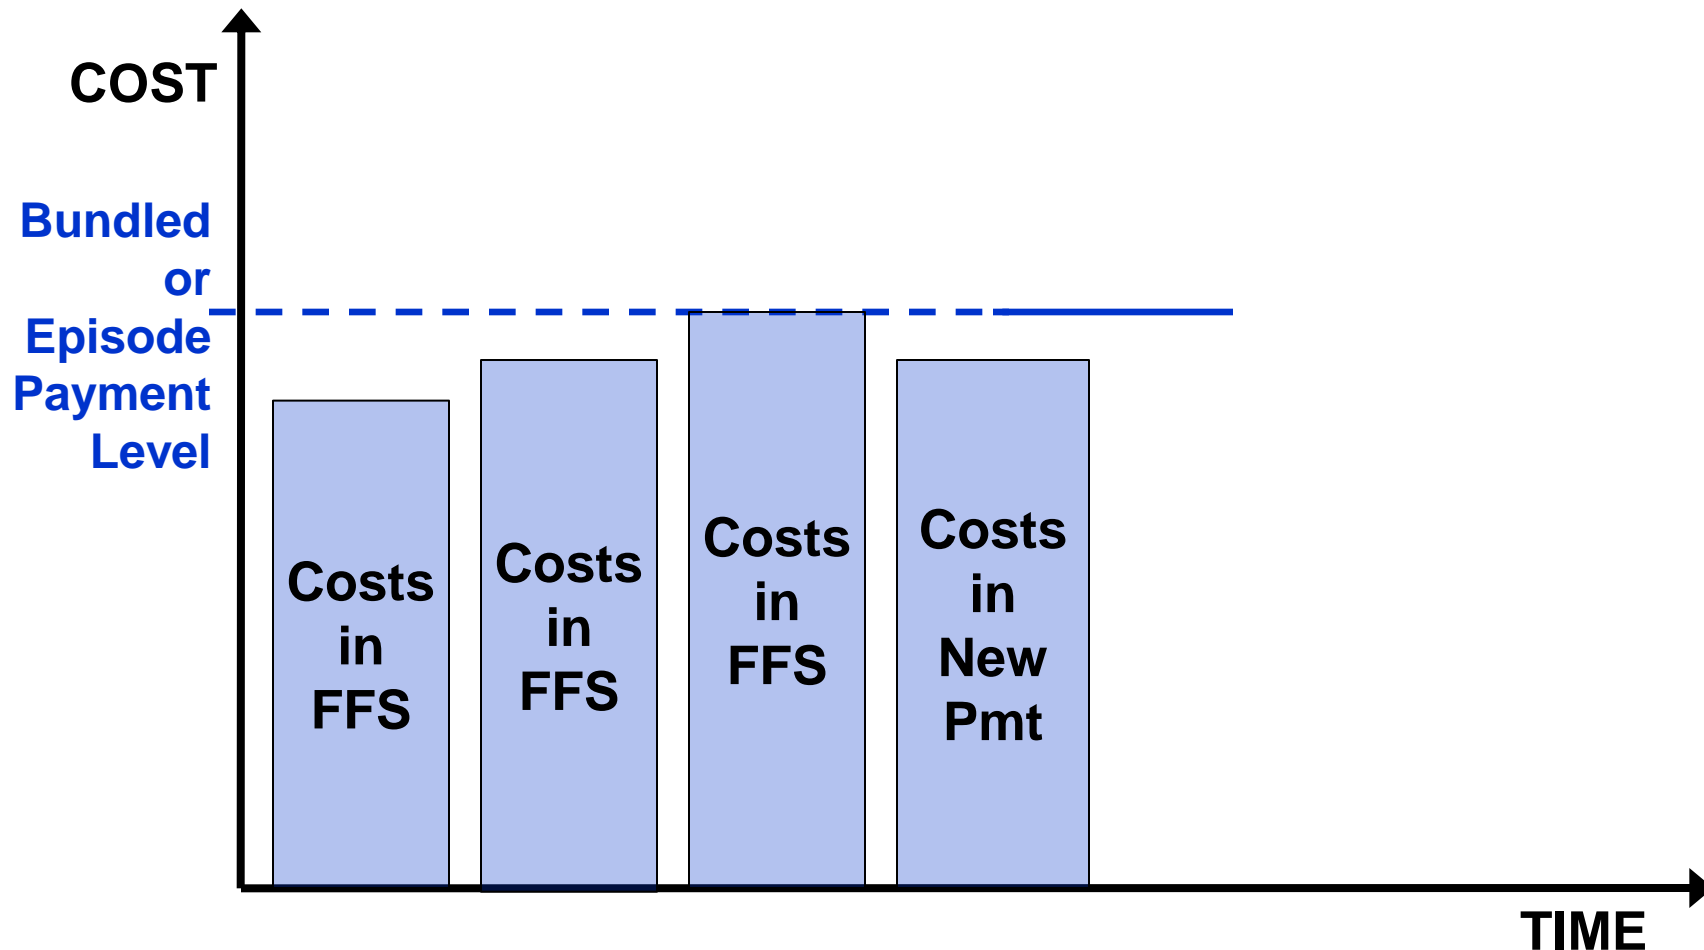 COST
Bundled
or
Episode
Payment
Level
Costs
in
FFS
Costs
in
FFS
Costs
in
FFS
Costs
in
New
Pmt
TIME